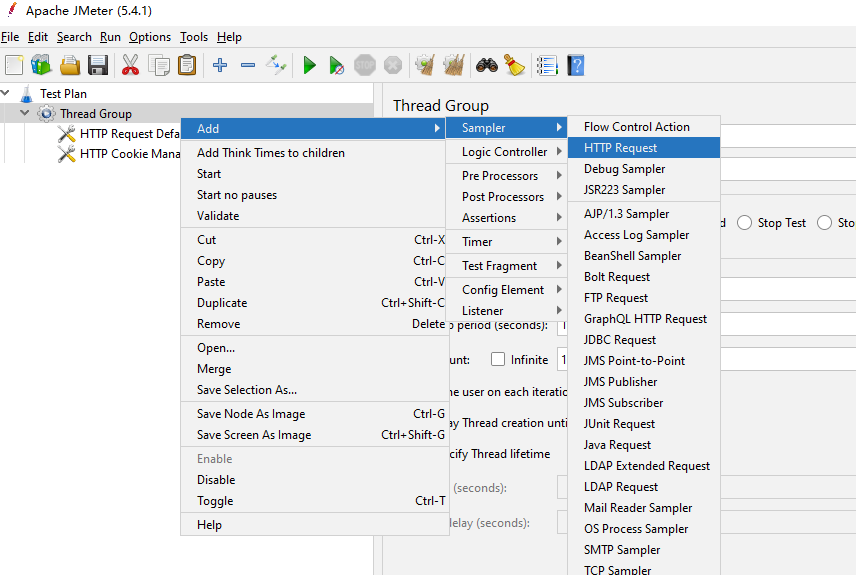 Apache JMeter (5.4.1)
File Edit Search Run Options Tools Help
STOP
Test Plan
Thread Group
HTTP Request Defa
HTTP Cookie Mana
Thread Group
Add
Add Think Times to children
Start
Start no pauses
Validate
Cut Ctrl-X
Copy Ctrl-C
Paste Ctrl-V
Duplicate Ctrl+Shift-C
Remove Delete
Open...
Merge
Save Selection As...
Save Node As Image Ctrl-G
Save Screen As Image Ctrl+Shift-G
Enable
Disable
Toggle Ctrl-T
Help
Sampler
Logic Controller
Pre Processors
Post Processors
Assertions
Timer
Test Fragment
Config Element
Listener
Flow Control Action
HTTP Request
Debug Sampler
JSR223 Sampler
AJP/1.3 Sampler
Access Log Sampler
BeanShell Sampler
Bolt Request
FTP Request
GraphQL HTTP Request
JDBC Request
JMS Point-to-Point
JMS Publisher
JMS Subscriber
JUnit Request
Java Request
LDAP Extended Request
LDAP Request
Mail Reader Sampler
OS Process Sampler
SMTP Sampler
TCP Sampler
d Stop Test Sto
p period (seconds): 1
unt: Infinite 1
ne user on each iteratio
ay Thread creation unti
cify Thread lifetime
(seconds):
elay (seconds):